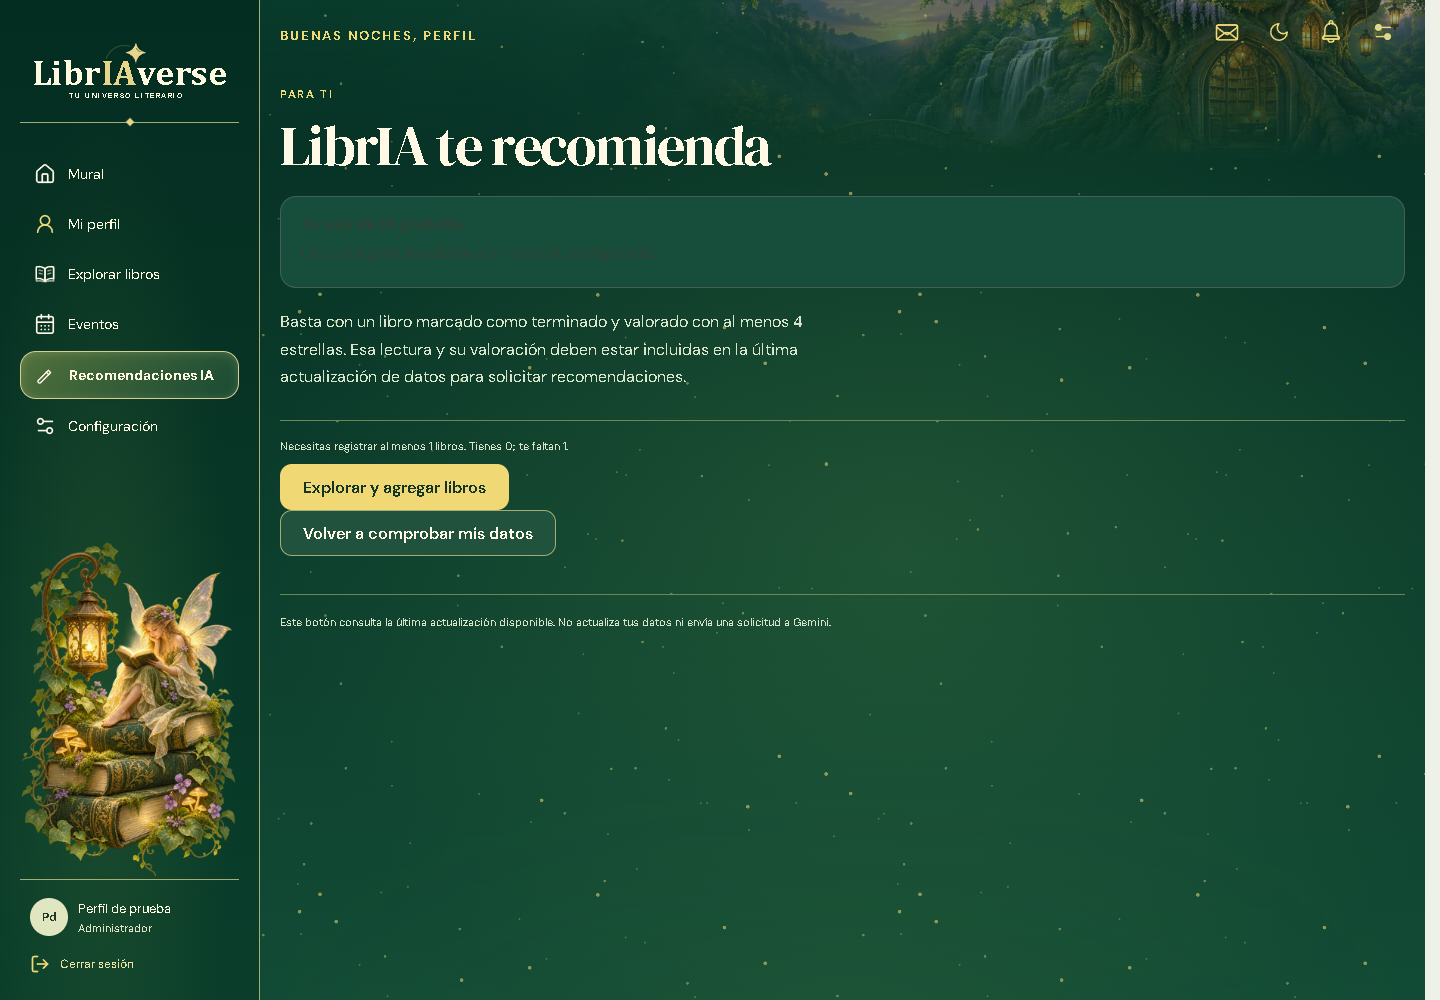 LibrIAverse
TU UNIVERSO LITERARIO
Mural
Mi perfil
Explorar libros
Eventos
Recomendaciones IA
Configuración
Pd
Perfil de prueba
Administrador
Cerrar sesión
BUENAS NOCHES, PERFIL
PARA TI
LibrIA te recomienda
Basta con un libro marcado como terminado y valorado con al menos 4
estrellas. Esa lectura y su valoración deben estar incluidas en la última
actualización de datos para solicitar recomendaciones.
Necesitas registrar al menos 1 libros. Tienes 0; te faltan 1.
Explorar y agregar libros
Volver a comprobar mis datos
Este botón consulta la última actualización disponible. No actualiza tus datos ni envía una solicitud a Gemini.